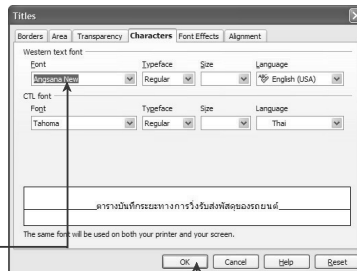 Titles
Borders Area Transparency Characters Font Effects Alignment
Western text font
Font Typeface Size Language
Angsana New Regular English (USA)
CTL font
Font Typeface Size Language
Tahoma Regular Thai
ตารางบันทึกระยะทางการวิ่งรับส่งพัสดุของรถยนต์
The same font will be used on both your printer and your screen.
OK Cancel Help Reset